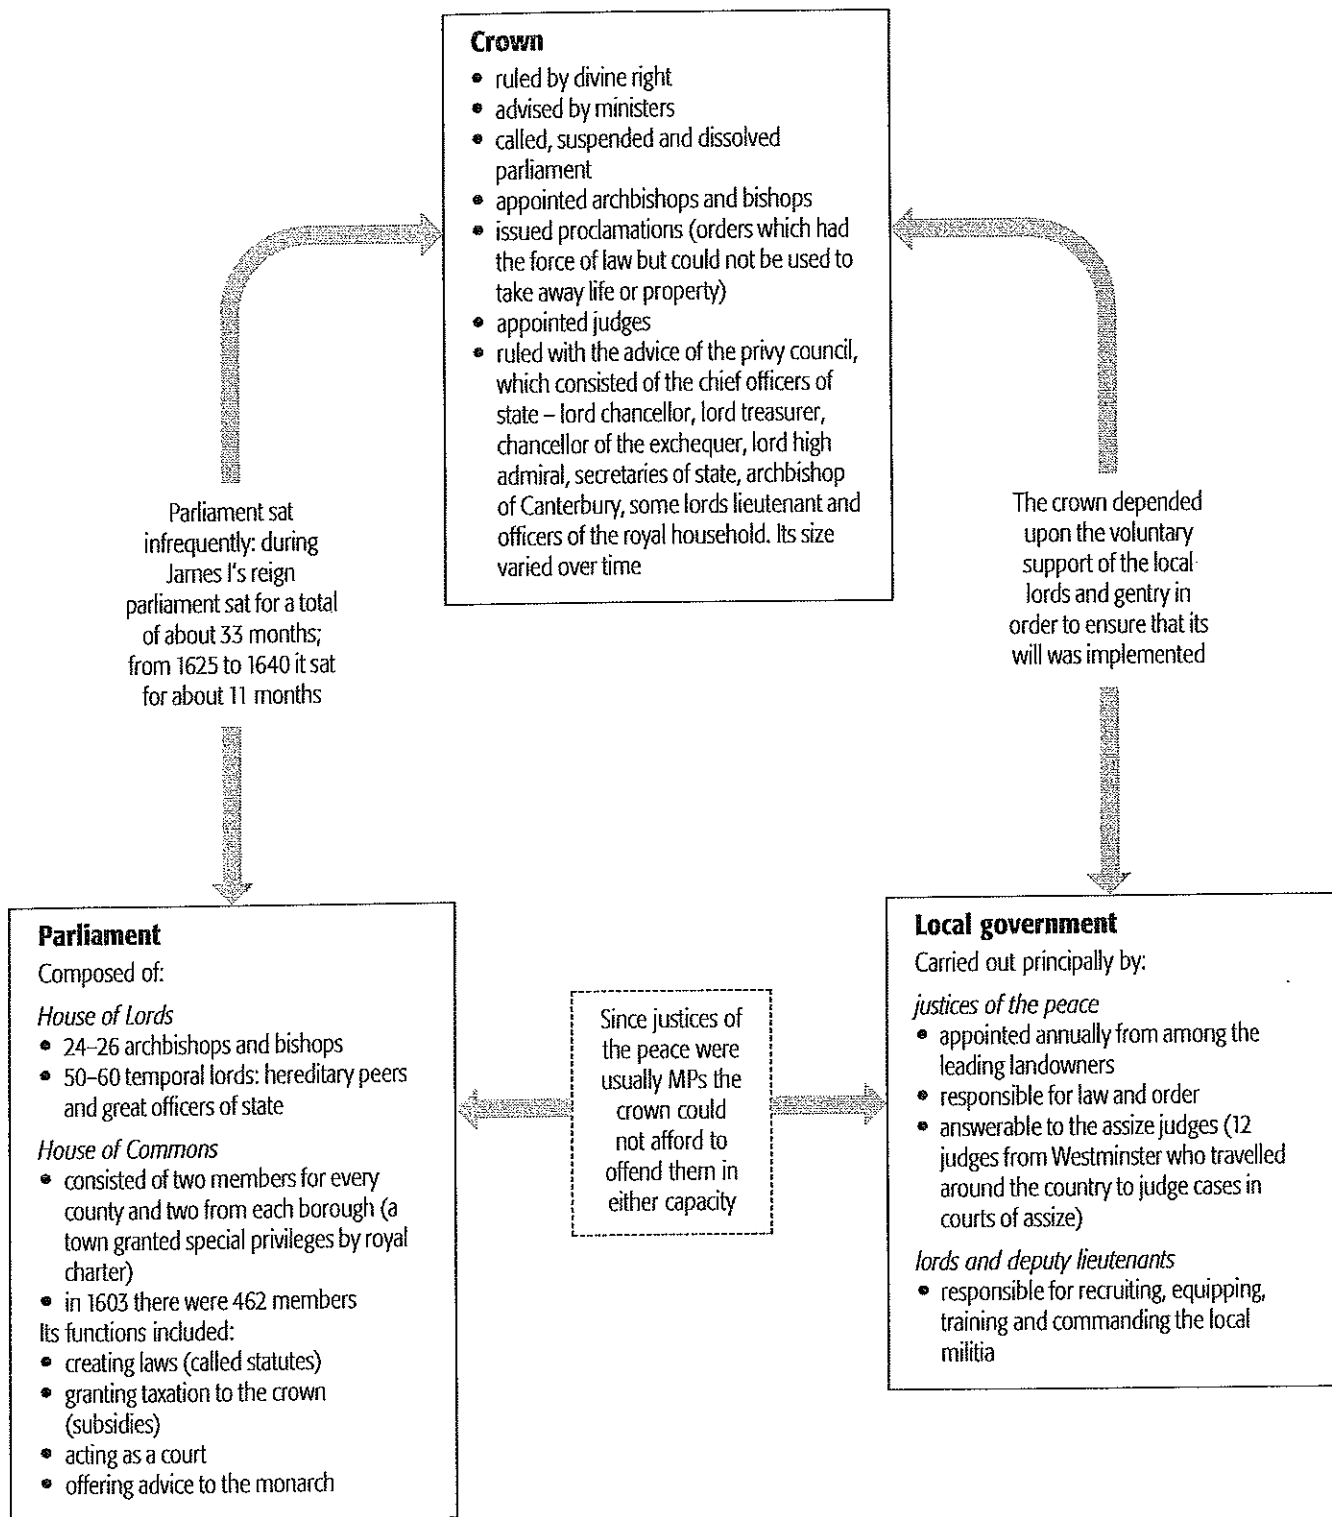 Crown
• ruled by divine right
• advised by ministers
• called, suspended and dissolved
parliament
• appointed archbishops and bishops
• issued proclamations (orders which had
the force of law but could not be used to
take away life or property)
• appointed judges
• ruled with the advice of the privy council,
which consisted of the chief officers of
state – lord chancellor, lord treasurer,
chancellor of the exchequer, lord high
admiral, secretaries of state, archbishop
of Canterbury, some lords lieutenant and
officers of the royal household. Its size
varied over time
Parliament sat
infrequently: during
James I's reign
parliament sat for a total
of about 33 months;
from 1625 to 1640 it sat
for about 11 months
The crown depended
upon the voluntary
support of the local
lords and gentry in
order to ensure that its
will was implemented
Parliament
Composed of:
House of Lords
• 24–26 archbishops and bishops
• 50–60 temporal lords: hereditary peers
and great officers of state
House of Commons
• consisted of two members for every
county and two from each borough (a
town granted special privileges by royal
charter)
• in 1603 there were 462 members
Its functions included:
• creating laws (called statutes)
• granting taxation to the crown
(subsidies)
• acting as a court
• offering advice to the monarch
Since justices of
the peace were
usually MPs the
crown could
not afford to
offend them in
either capacity
Local government
Carried out principally by:
justices of the peace
• appointed annually from among the
leading landowners
• responsible for law and order
• answerable to the assize judges (12
judges from Westminster who travelled
around the country to judge cases in
courts of assize)
lords and deputy lieutenants
• responsible for recruiting, equipping,
training and commanding the local
militia